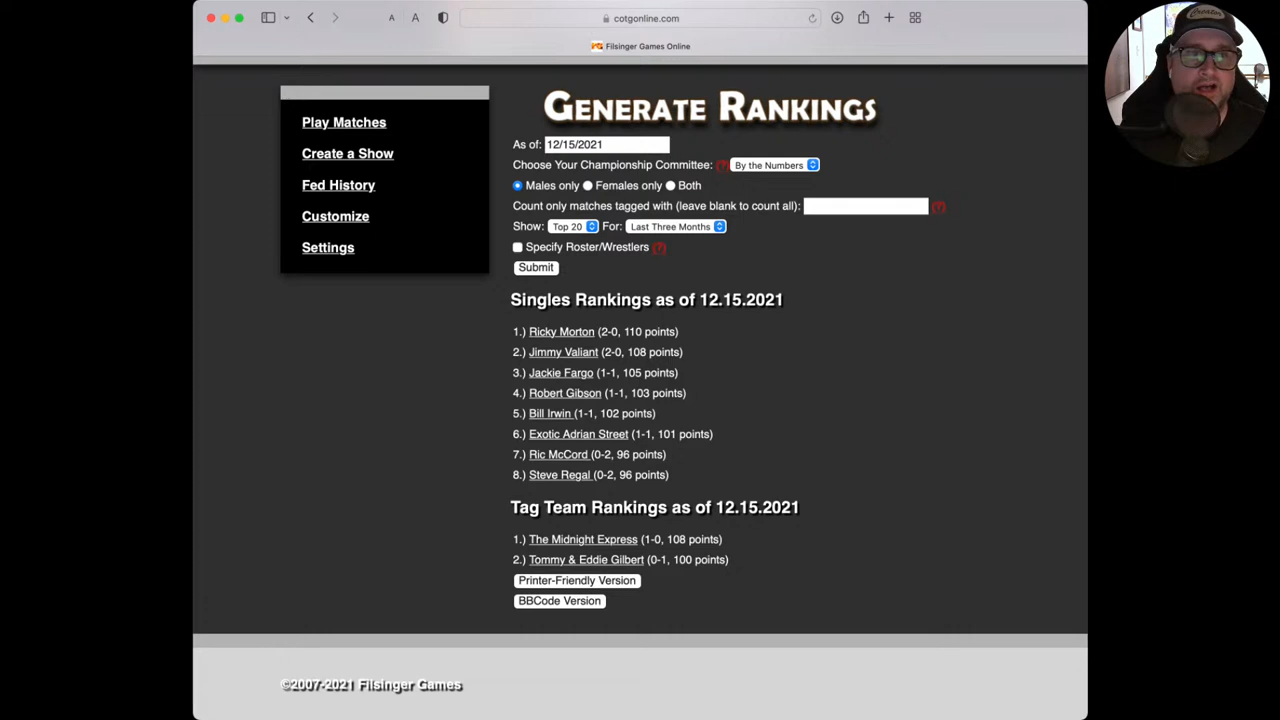 A A cotgonline.com
Filsinger Games Online
GENERATE RANKINGS
Play Matches
Create a Show
Fed History
Customize
Settings
As of: 12/15/2021
Choose Your Championship Committee: (?) By the Numbers
Males only Females only Both
Count only matches tagged with (leave blank to count all): (?)
Show: Top 20 For: Last Three Months
Specify Roster/Wrestlers (?)
Submit
Singles Rankings as of 12.15.2021
1.) Ricky Morton (2-0, 110 points)
2.) Jimmy Valiant (2-0, 108 points)
3.) Jackie Fargo (1-1, 105 points)
4.) Robert Gibson (1-1, 103 points)
5.) Bill Irwin (1-1, 102 points)
6.) Exotic Adrian Street (1-1, 101 points)
7.) Ric McCord (0-2, 96 points)
8.) Steve Regal (0-2, 96 points)
Tag Team Rankings as of 12.15.2021
1.) The Midnight Express (1-0, 108 points)
2.) Tommy & Eddie Gilbert (0-1, 100 points)
Printer-Friendly Version
BBCode Version
©2007-2021 Filsinger Games
Creator